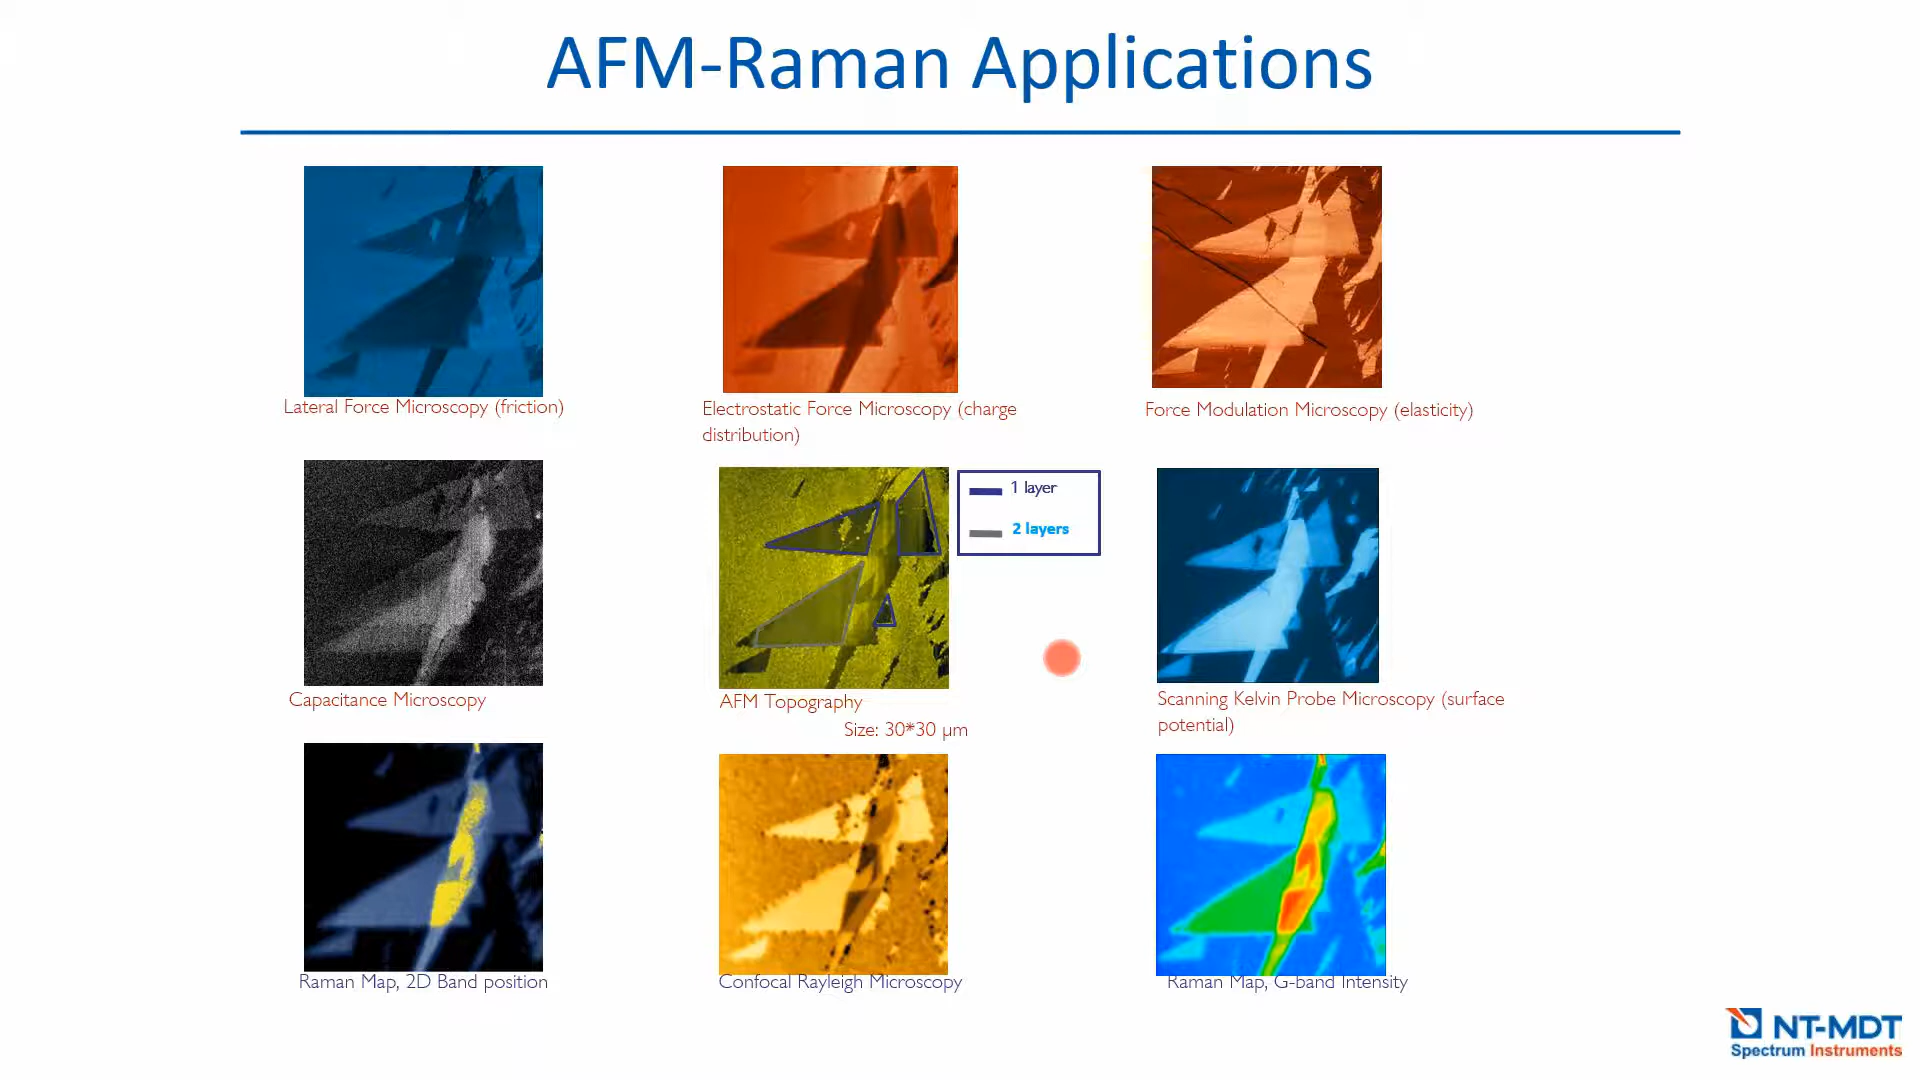 AFM-Raman Applications
Lateral Force Microscopy (friction)
Electrostatic Force Microscopy (charge
distribution)
Force Modulation Microscopy (elasticity)
1 layer
2 layers
Capacitance Microscopy
AFM Topography
Size: 30*30 µm
Scanning Kelvin Probe Microscopy (surface
potential)
Raman Map, 2D Band position
Confocal Rayleigh Microscopy
Raman Map, G-band Intensity
NT-MDT
Spectrum Instruments